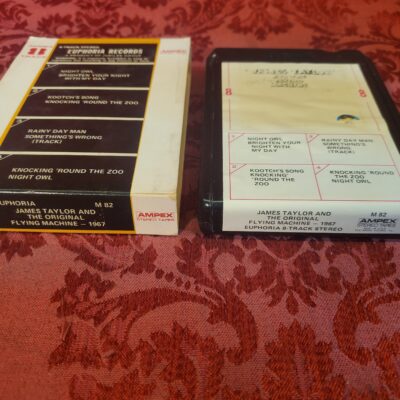 8
8 TRACK STEREO
EUPHORIA RECORDS
AMPEX
NIGHT OWL
BRIGHTEN YOUR NIGHT
WITH MY DAY
KOOTCH'S SONG
KNOCKING 'ROUND THE ZOO
RAINY DAY MAN
SOMETHING'S WRONG
(TRACK)
KNOCKING 'ROUND THE ZOO
NIGHT OWL
EUPHORIA
M 82
JAMES TAYLOR AND
THE ORIGINAL
FLYING MACHINE – 1967
AMPEX
STEREO TAPES
8
8
NIGHT OWL
BRIGHTEN YOUR
NIGHT WITH
MY DAY
RAINY DAY MAN
SOMETHING'S
WRONG
(TRACK)
KOOTCH'S SONG
KNOCKING'
'ROUND THE
ZOO
KNOCKING 'ROUND
THE ZOO
NIGHT OWL
JAMES TAYLOR AND
THE ORIGINAL
FLYING MACHINE – 1967
EUPHORIA 8-TRACK STEREO
M 82
AMPEX
STEREO TAPES